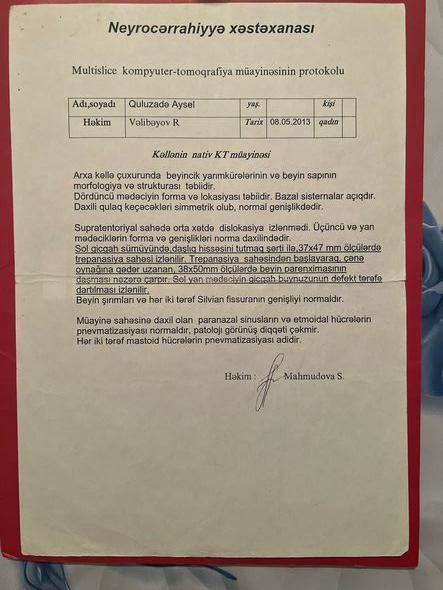 Neyrocərrahiyyə xəstəxanası
Multislice kompyuter-tomoqrafiya müayinəsinin protokolu
Adı,soyadı Quluzadə Aysel yaş. kişi
Həkim Vəlibəyov R Tarix 08.05.2013 qadın
Kəllənin nativ KT müayinəsi
Arxa kəllə çuxurunda beyincik yarımkürələrinin və beyin sapının
morfologiya və strukturası təbiidir.
Dördüncü mədəciyin forma və lokasiyası təbiidir. Bazal sisternalar açıqdır.
Daxili qulaq keçəcəkləri simmetrik olub, normal genişlikdədir.
Supratentorijal sahədə orta xətdə dislokasiya izlənmədi. Üçüncü və yan
mədəciklərin forma və genişlikləri norma daxilindədir.
Sol gicgah sümüyündə,daşlıq hissəsini tutmaq şərti ilə,37x47 mm ölçülərdə
trepanasiya sahəsi izlənilir. Trepanasiya sahəsindən başlayaraq, çənə
oynağına qədər uzanan, 38x50mm ölçülərdə beyin parenximasının
daşması nəzərə çarpır. Sol yan mədəciyin gicgah buynuzunun defekt tərəfə
dartılması izlənilir.
Beyin şırımları və hər iki tərəf Silvian fissuranın genişliyi normaldır.
Müayinə sahəsinə daxil olan paranazal sinusların və etmoidal hücrələrin
pnevmatizasiyası normaldır, patoloji görünüş diqqəti çəkmir.
Hər iki tərəf mastoid hücrələrin pnevmatizasiyası adidir.
Həkim : Mahmudova S.